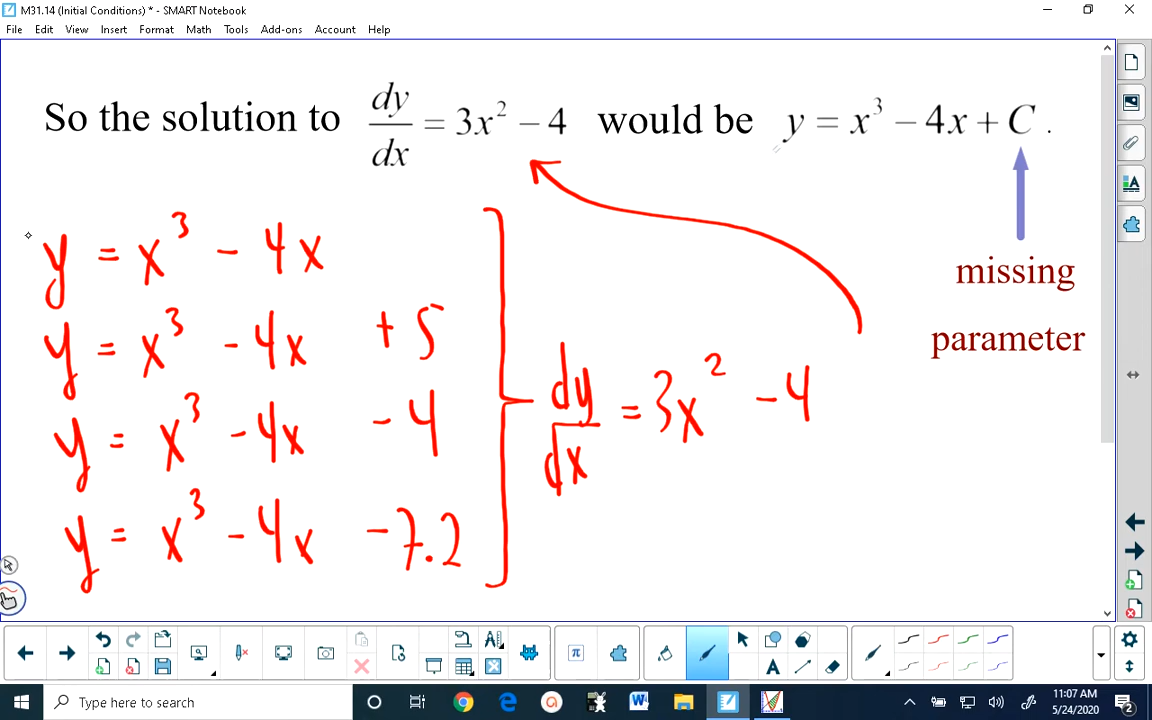 M31.14 (Initial Conditions) * - SMART Notebook
File Edit View Insert Format Math Tools Add-ons Account Help
So the solution to dy/dx = 3x² − 4 would be y = x³ − 4x + C .
missing
parameter
y = x³ - 4x
y = x³ - 4x + 5
y = x³ - 4x - 4
y = x³ - 4x - 7.2
dy/dx = 3x² - 4
Type here to search
11:07 AM
5/24/2020
2